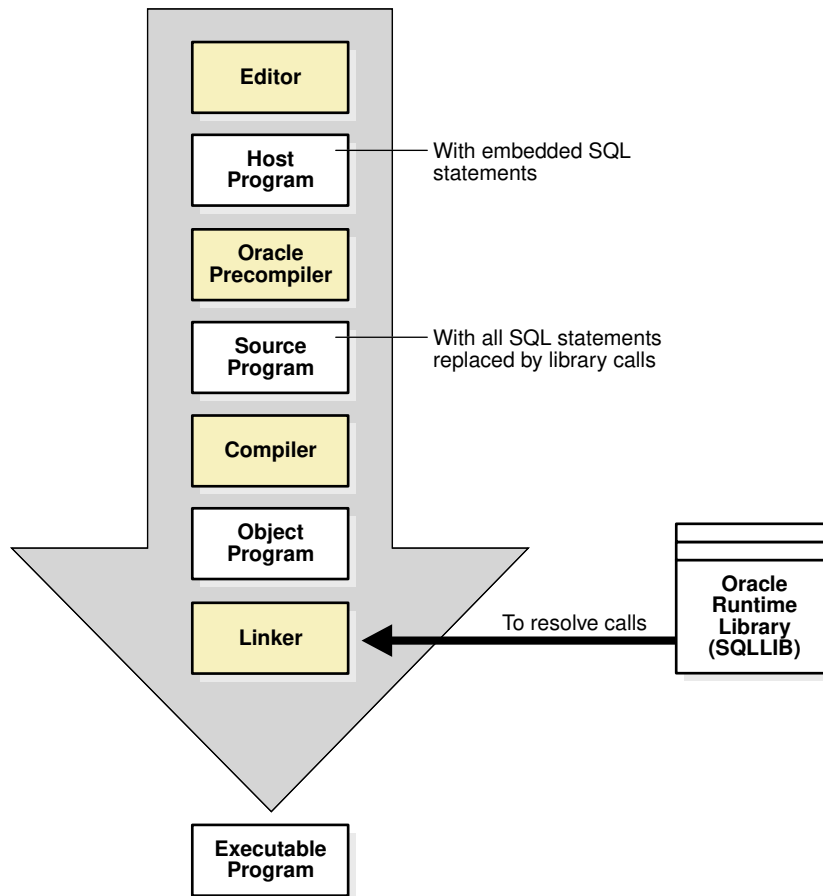 Editor
Host
Program
With embedded SQL
statements
Oracle
Precompiler
Source
Program
With all SQL statements
replaced by library calls
Compiler
Object
Program
Linker
To resolve calls
Oracle
Runtime
Library
(SQLLIB)
Executable
Program